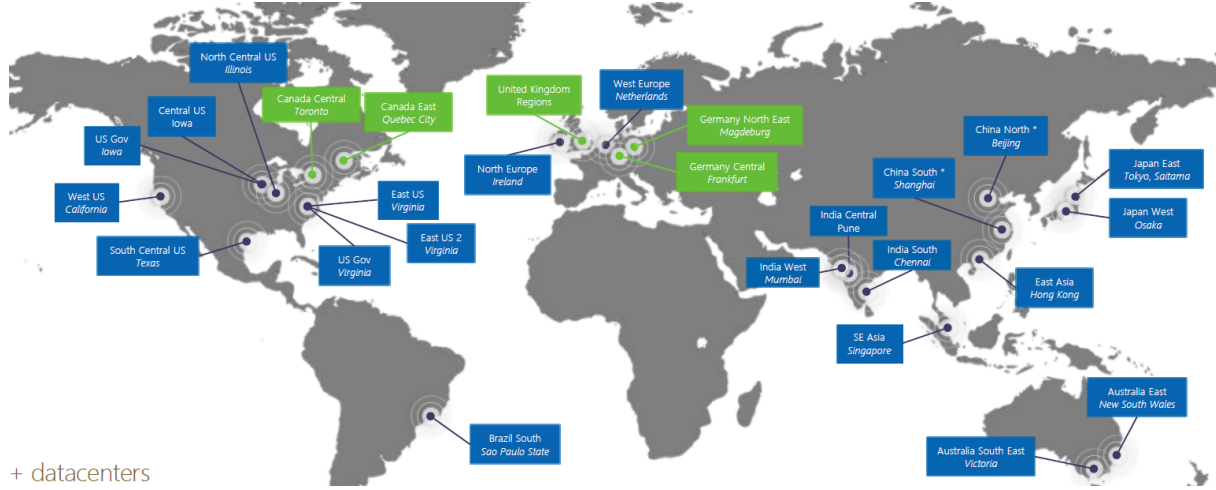 North Central US
Illinois
Canada Central
Toronto
Canada East
Quebec City
Central US
Iowa
US Gov
Iowa
West US
California
South Central US
Texas
East US
Virginia
East US 2
Virginia
US Gov
Virginia
Brazil South
Sao Paulo State
United Kingdom
Regions
West Europe
Netherlands
Germany North East
Magdeburg
North Europe
Ireland
Germany Central
Frankfurt
China North *
Beijing
China South *
Shanghai
Japan East
Tokyo, Saitama
Japan West
Osaka
India Central
Pune
India South
Chennai
India West
Mumbai
East Asia
Hong Kong
SE Asia
Singapore
Australia East
New South Wales
Australia South East
Victoria
+ datacenters